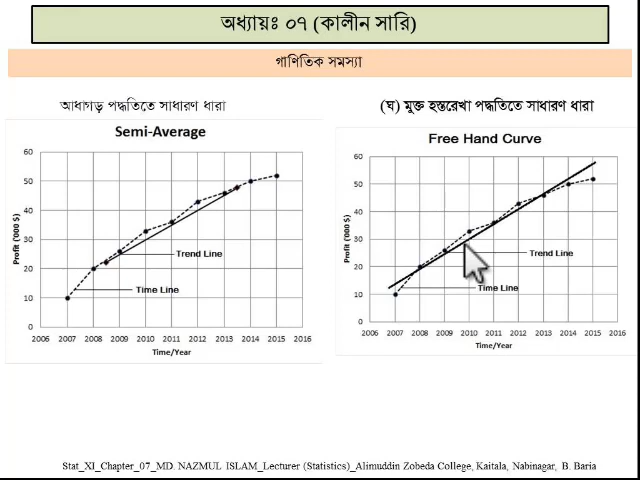 অধ্যায়ঃ ০৭ (কালীন সারি)
গাণিতিক সমস্যা
আধাগড় পদ্ধতিতে সাধারণ ধারা
(ঘ) মুক্ত হস্তরেখা পদ্ধতিতে সাধারণ ধারা
Semi-Average
60
50
40
30
20
10
0
Profit ('000 $)
Trend Line
Time Line
2006 2007 2008 2009 2010 2011 2012 2013 2014 2015 2016
Time/Year
Free Hand Curve
60
50
40
30
20
10
0
Profit ('000 $)
Trend Line
Time Line
2006 2007 2008 2009 2010 2011 2012 2013 2014 2015 2016
Time/Year
Stat_XI_Chapter_07_MD. NAZMUL ISLAM_Lecturer (Statistics)_Alimuddin Zobeda College, Kaitala, Nabinagar, B. Baria